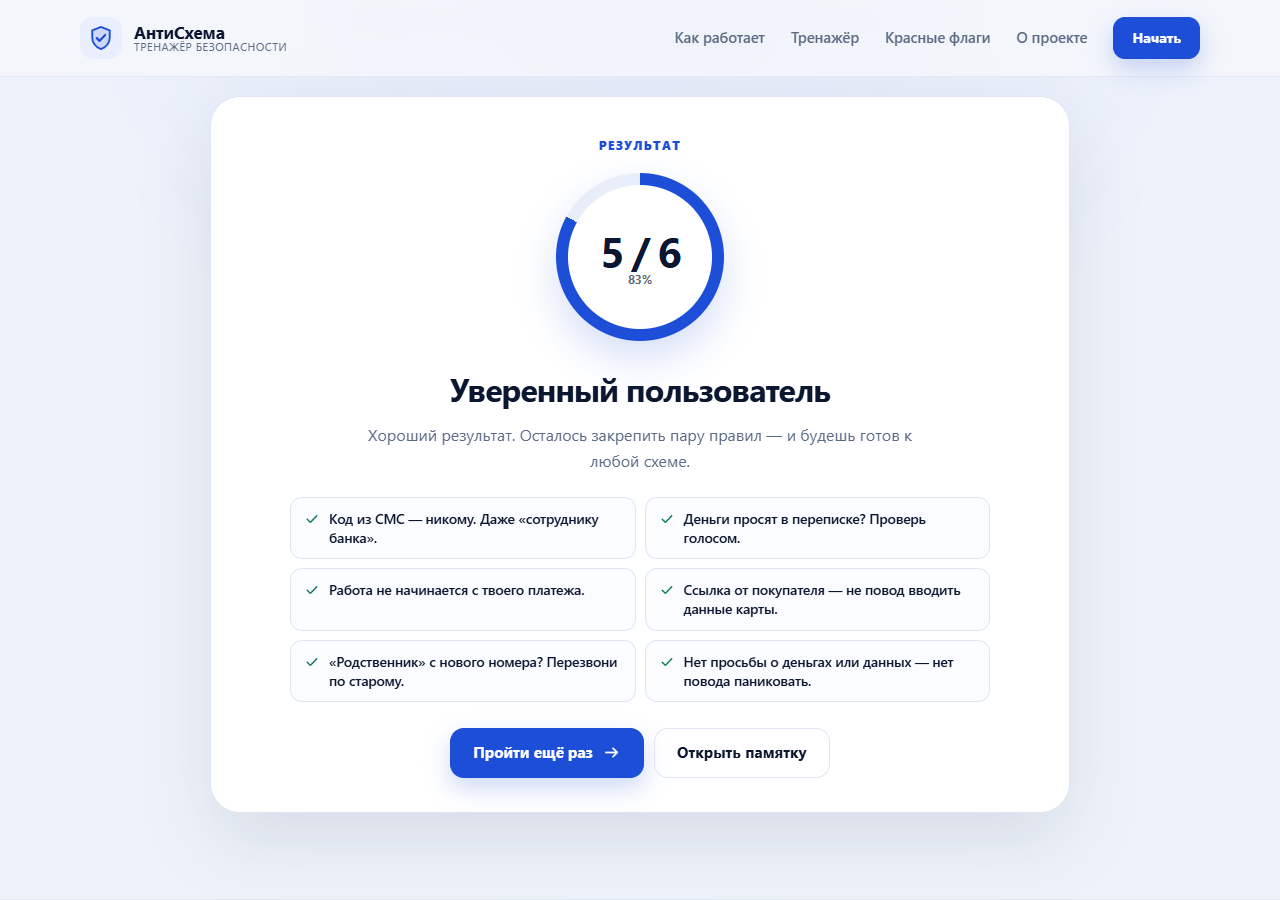 АнтиСхема
ТРЕНАЖЁР БЕЗОПАСНОСТИ
Как работает
Тренажёр
Красные флаги
О проекте
Начать
РЕЗУЛЬТАТ
5/6
83%
Уверенный пользователь
Хороший результат. Осталось закрепить пару правил — и будешь готов к
любой схеме.
Код из СМС — никому. Даже «сотруднику
банка».
Деньги просят в переписке? Проверь
голосом.
Работа не начинается с твоего платежа.
Ссылка от покупателя — не повод вводить
данные карты.
«Родственник» с нового номера? Перезвони
по старому.
Нет просьбы о деньгах или данных — нет
повода паниковать.
Пройти ещё раз
Открыть памятку